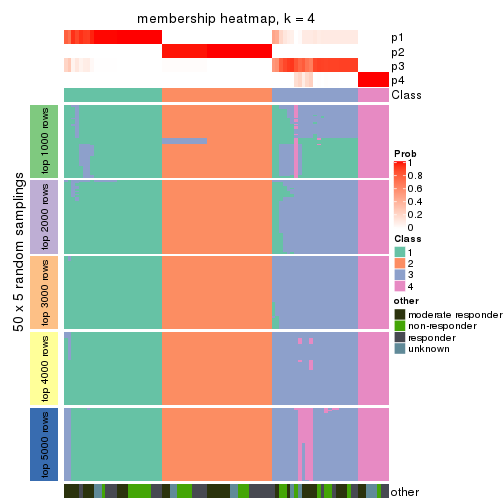 membership heatmap, k = 4
p1
p2
p3
p4
Class
50 x 5 random samplings
top 1000 rows
top 2000 rows
top 3000 rows
top 4000 rows
top 5000 rows
other
Prob
1
0.8
0.6
0.4
0.2
0
Class
1
2
3
4
other
moderate responder
non-responder
responder
unknown